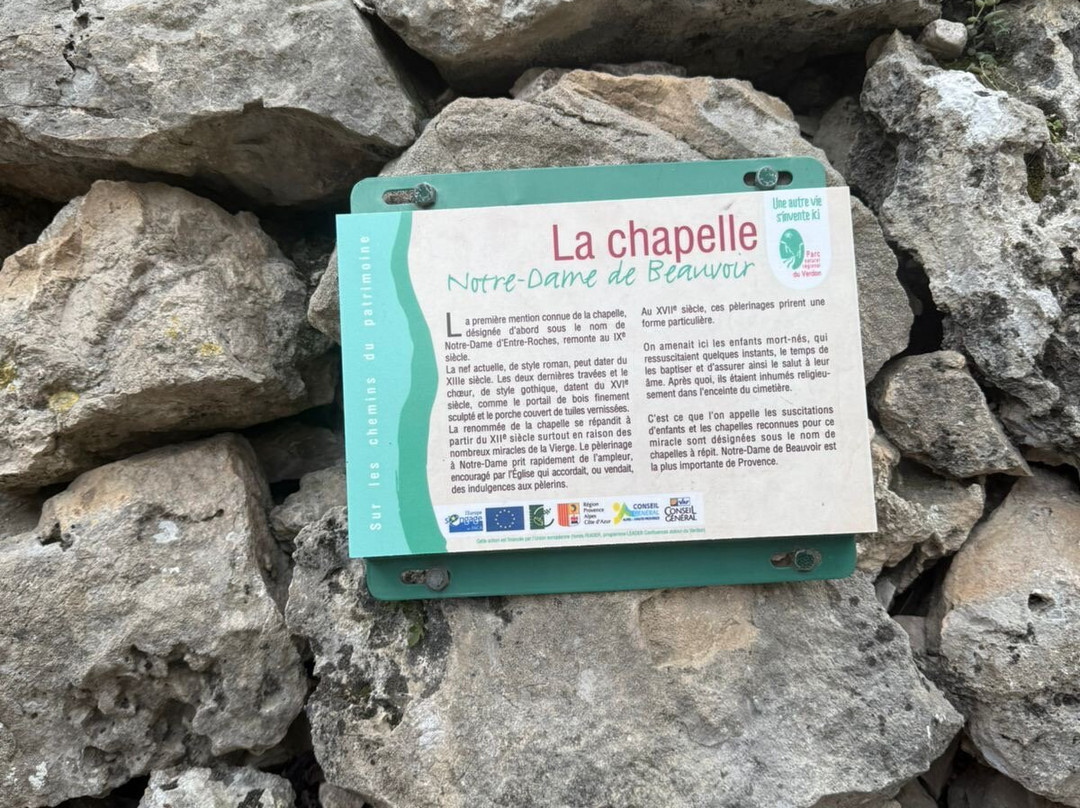 Une autre vie
s'invente ici
Parc
naturel
régional
du Verdon
La chapelle
Notre-Dame de Beauvoir
Sur les chemins du patrimoine
La première mention connue de la chapelle,
désignée d'abord sous le nom de
Notre-Dame d'Entre-Roches, remonte au IXe
siècle.
La nef actuelle, de style roman, peut dater du
XIIIe siècle. Les deux dernières travées et le
chœur, de style gothique, datent du XVIe
siècle, comme le portail de bois finement
sculpté et le porche couvert de tuiles vernissées.
La renommée de la chapelle se répandit à
partir du XIIe siècle surtout en raison des
nombreux miracles de la Vierge. Le pèlerinage
à Notre-Dame prit rapidement de l'ampleur,
encouragé par l'Église qui accordait, ou vendait,
des indulgences aux pèlerins.
Au XVIIe siècle, ces pèlerinages prirent une
forme particulière.
On amenait ici les enfants mort-nés, qui
ressuscitaient quelques instants, le temps de
les baptiser et d'assurer ainsi le salut à leur
âme. Après quoi, ils étaient inhumés religieu-
sement dans l'enceinte du cimetière.
C'est ce que l'on appelle les suscitations
d'enfants et les chapelles reconnues pour ce
miracle sont désignées sous le nom de
chapelles à répit. Notre-Dame de Beauvoir est
la plus importante de Provence.
l'Europe
Région
Provence
Alpes
Côte d'Azur
CONSEIL
GÉNÉRAL
CONSEIL
GÉNÉRAL